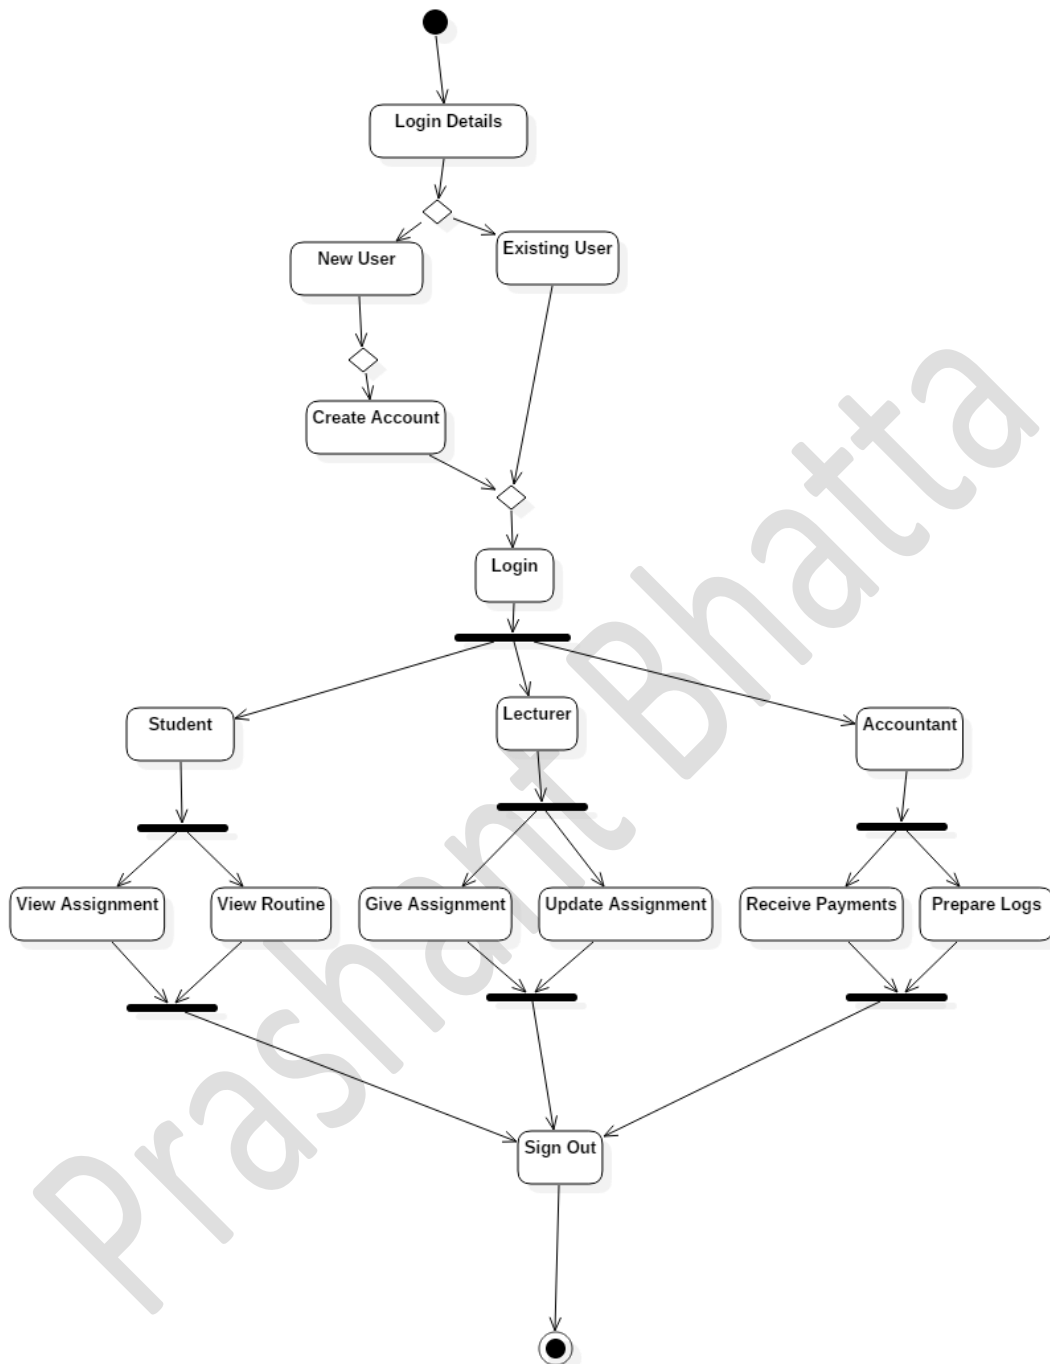 Login Details
New User
Existing User
Create Account
Login
Student
Lecturer
Accountant
View Assignment
View Routine
Give Assignment
Update Assignment
Receive Payments
Prepare Logs
Sign Out
Prashant Bhatta